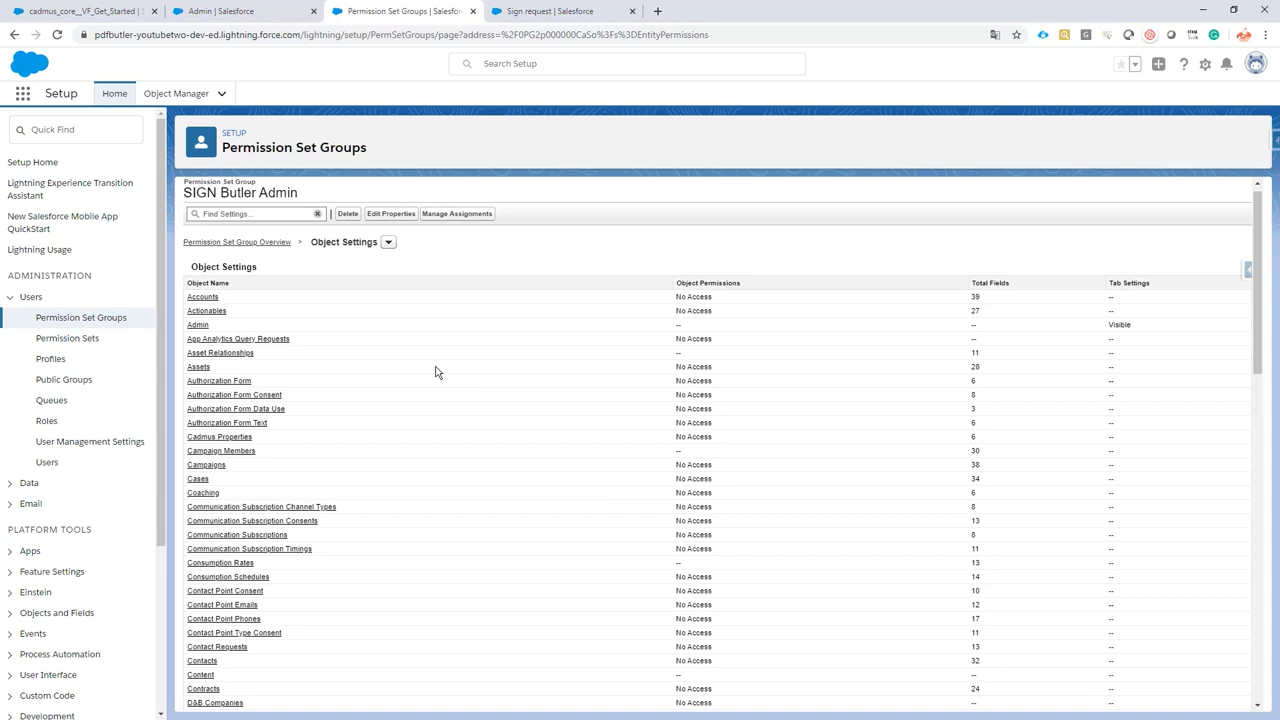 cadmus_core__VF_Get_Started | S
Admin | Salesforce
Permission Set Groups | Salesfor
Sign request | Salesforce
pdfbutler-youtubetwo-dev-ed.lightning.force.com/lightning/setup/PermSetGroups/page?address=%2F0PG2p000000CaSo%3Fs%3DEntityPermissions
Search Setup
Setup
Home
Object Manager
Quick Find
Setup Home
Lightning Experience Transition
Assistant
New Salesforce Mobile App
QuickStart
Lightning Usage
ADMINISTRATION
Users
Permission Set Groups
Permission Sets
Profiles
Public Groups
Queues
Roles
User Management Settings
Users
Data
Email
PLATFORM TOOLS
Apps
Feature Settings
Einstein
Objects and Fields
Events
Process Automation
User Interface
Custom Code
Development
SETUP
Permission Set Groups
Permission Set Group
SIGN Butler Admin
Find Settings... | Delete Edit Properties Manage Assignments
Permission Set Group Overview > Object Settings
Object Settings
Object Name Object Permissions Total Fields Tab Settings
Accounts No Access 39 --
Actionables No Access 27 --
Admin -- -- Visible
App Analytics Query Requests No Access -- --
Asset Relationships -- 11 --
Assets No Access 28 --
Authorization Form No Access 6 --
Authorization Form Consent No Access 8 --
Authorization Form Data Use No Access 3 --
Authorization Form Text No Access 6 --
Cadmus Properties No Access 6 --
Campaign Members -- 30 --
Campaigns No Access 38 --
Cases No Access 34 --
Coaching No Access 6 --
Communication Subscription Channel Types No Access 8 --
Communication Subscription Consents No Access 13 --
Communication Subscriptions No Access 8 --
Communication Subscription Timings No Access 11 --
Consumption Rates -- 13 --
Consumption Schedules No Access 14 --
Contact Point Consent No Access 10 --
Contact Point Emails No Access 12 --
Contact Point Phones No Access 17 --
Contact Point Type Consent No Access 11 --
Contact Requests No Access 13 --
Contacts No Access 32 --
Content -- -- --
Contracts No Access 24 --
D&B Companies No Access -- --